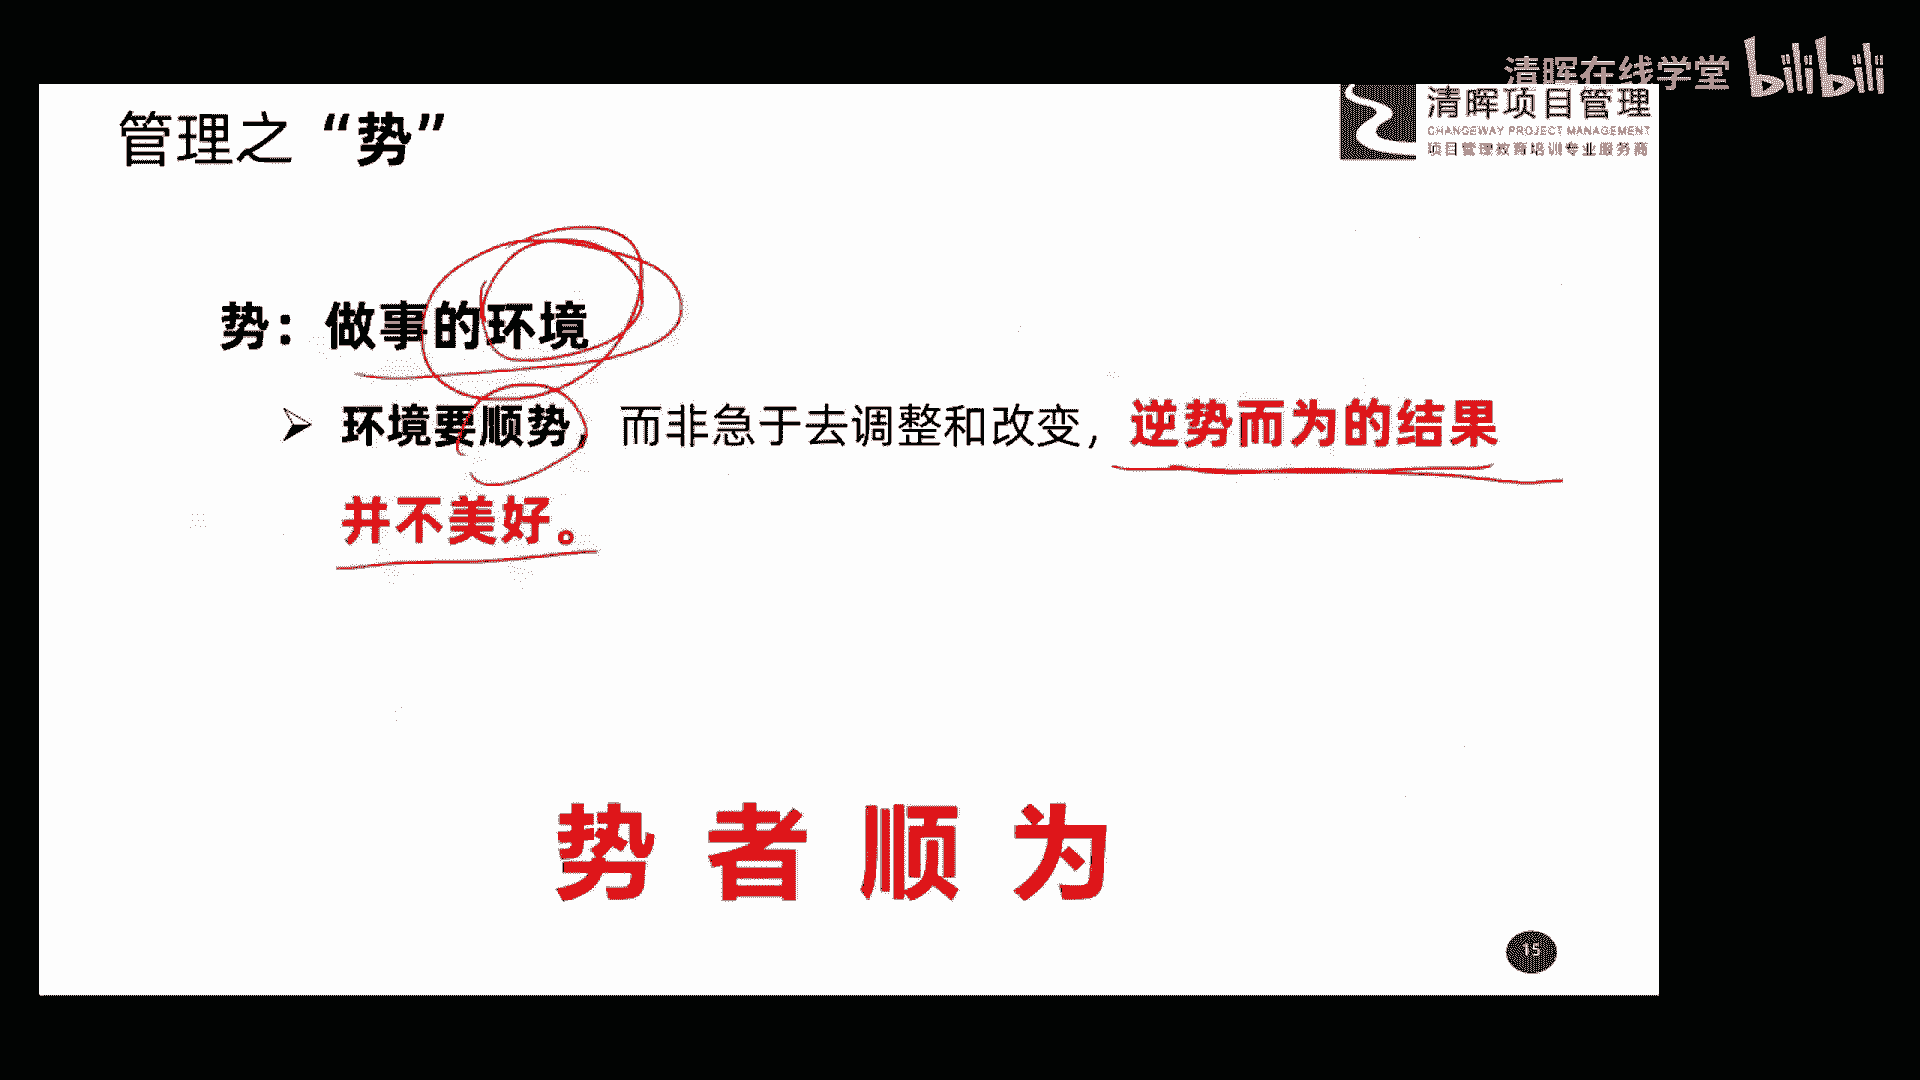 清晖在线学堂 bilibili
管理之“势”
清晖项目管理
CHANGEWAY PROJECT MANAGEMENT
项目管理教育培训专业服务商
势：做事的环境
环境要顺势，而非急于去调整和改变，逆势而为的结果
并不美好。
势者顺为
15